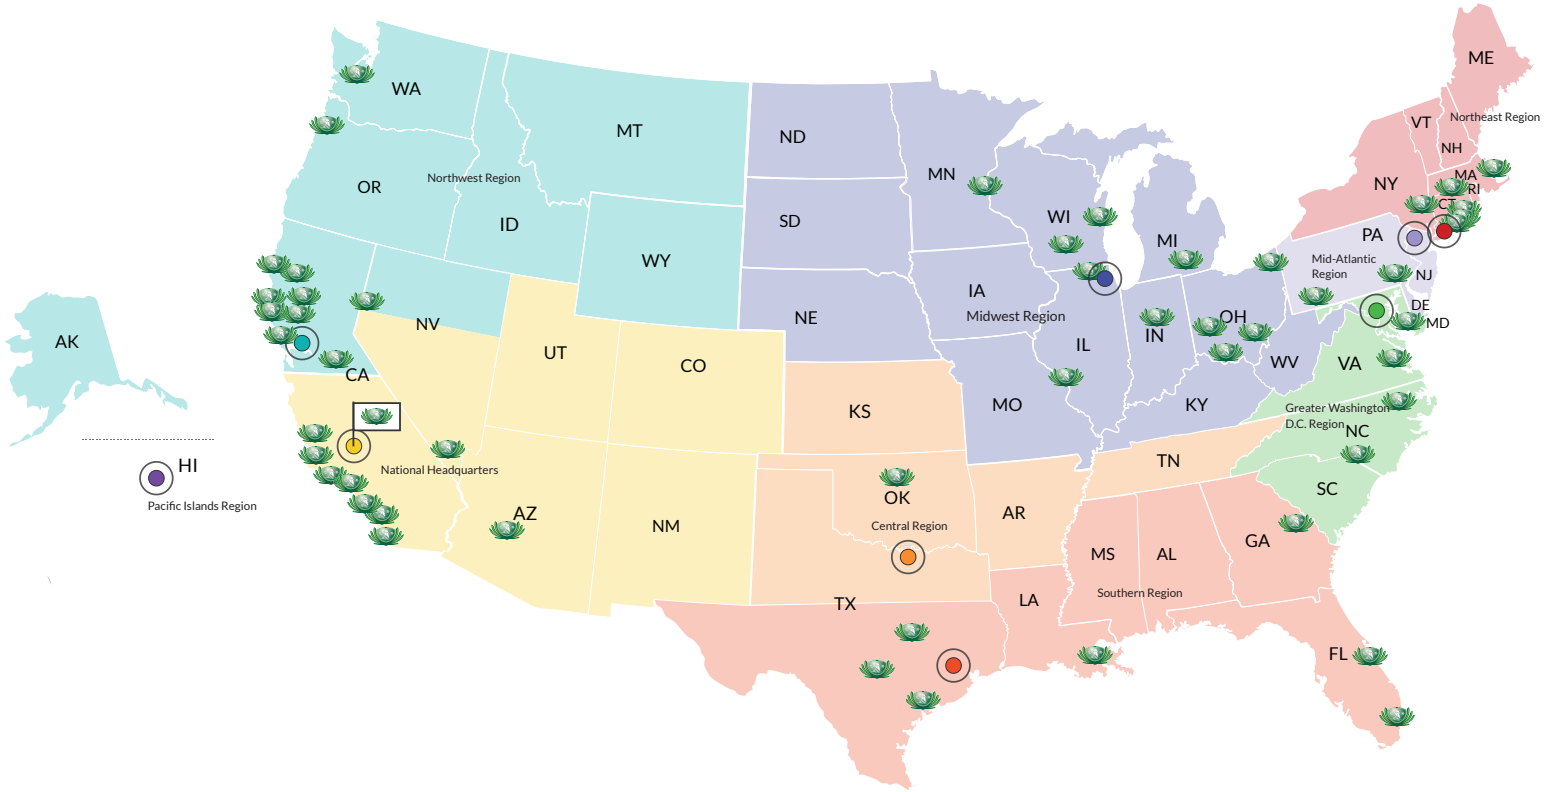 ME
WA
VT
Northeast Region
MT
ND
NH
MN
MA
Northwest Region
OR
NY
RI
CT
WI
SD
ID
PA
MI
WY
Mid-Atlantic
Region
NJ
IA
DE
NE
Midwest Region
OH
NV
MD
AK
IN
IL
UT
WV
VA
CO
CA
MO
KY
KS
Greater Washington
D.C. Region
NC
TN
HI
National Headquarters
SC
OK
Pacific Islands Region
AZ
AR
NM
Central Region
GA
MS
AL
Southern Region
LA
TX
FL